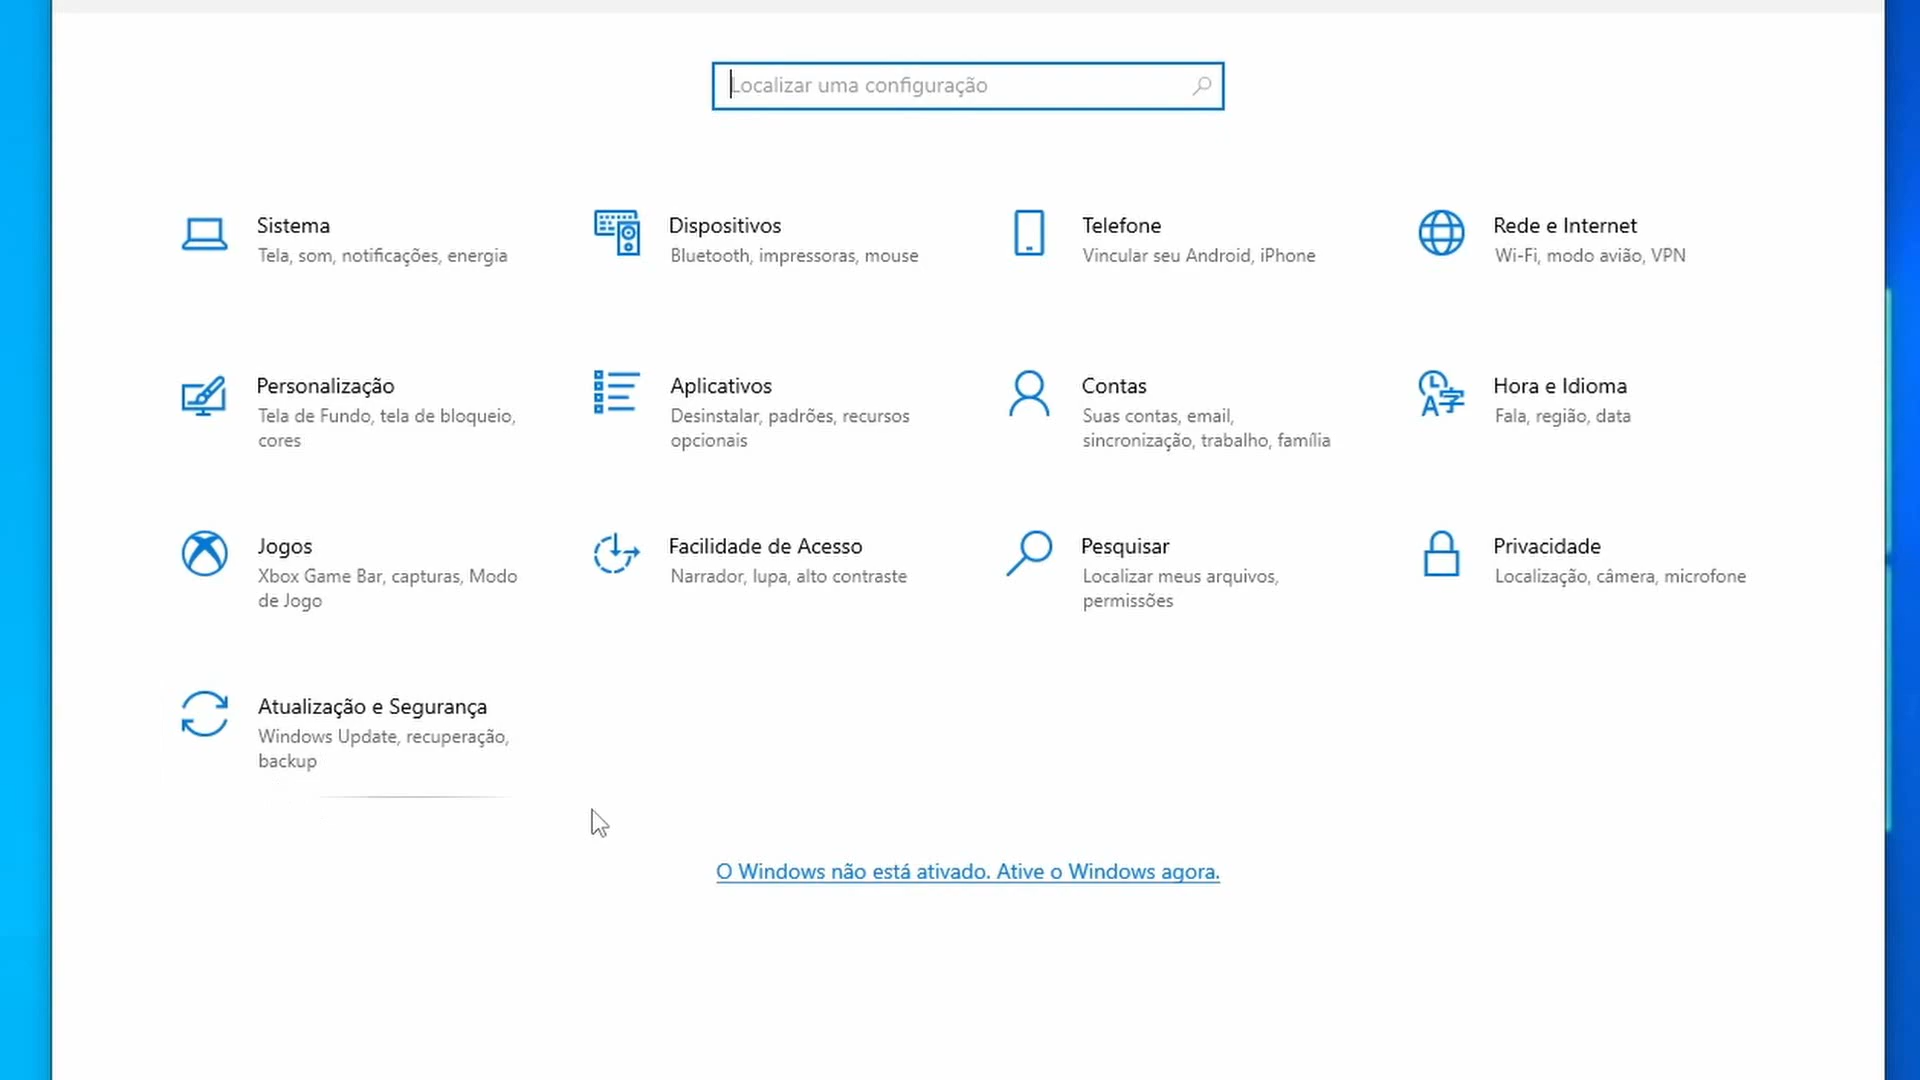 Localizar uma configuração
Sistema
Tela, som, notificações, energia
Dispositivos
Bluetooth, impressoras, mouse
Telefone
Vincular seu Android, iPhone
Rede e Internet
Wi-Fi, modo avião, VPN
Personalização
Tela de Fundo, tela de bloqueio,
cores
Aplicativos
Desinstalar, padrões, recursos
opcionais
Contas
Suas contas, email,
sincronização, trabalho, família
Hora e Idioma
Fala, região, data
Jogos
Xbox Game Bar, capturas, Modo
de Jogo
Facilidade de Acesso
Narrador, lupa, alto contraste
Pesquisar
Localizar meus arquivos,
permissões
Privacidade
Localização, câmera, microfone
Atualização e Segurança
Windows Update, recuperação,
backup
O Windows não está ativado. Ative o Windows agora.